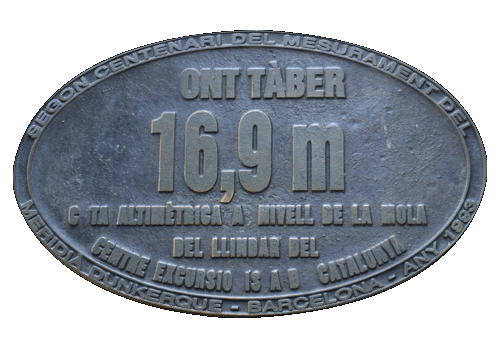 SEGON CENTENARI DEL MESURAMENT DEL
ONT TÀBER
16,9 m
C TA ALTIMÈTRICA A NIVELL DE LA MOLA
DEL LLINDAR DEL
CENTRE EXCURSIO IS A D CATALUNYA
MERIDIA DUNKERQUE - BARCELONA - ANY 1993